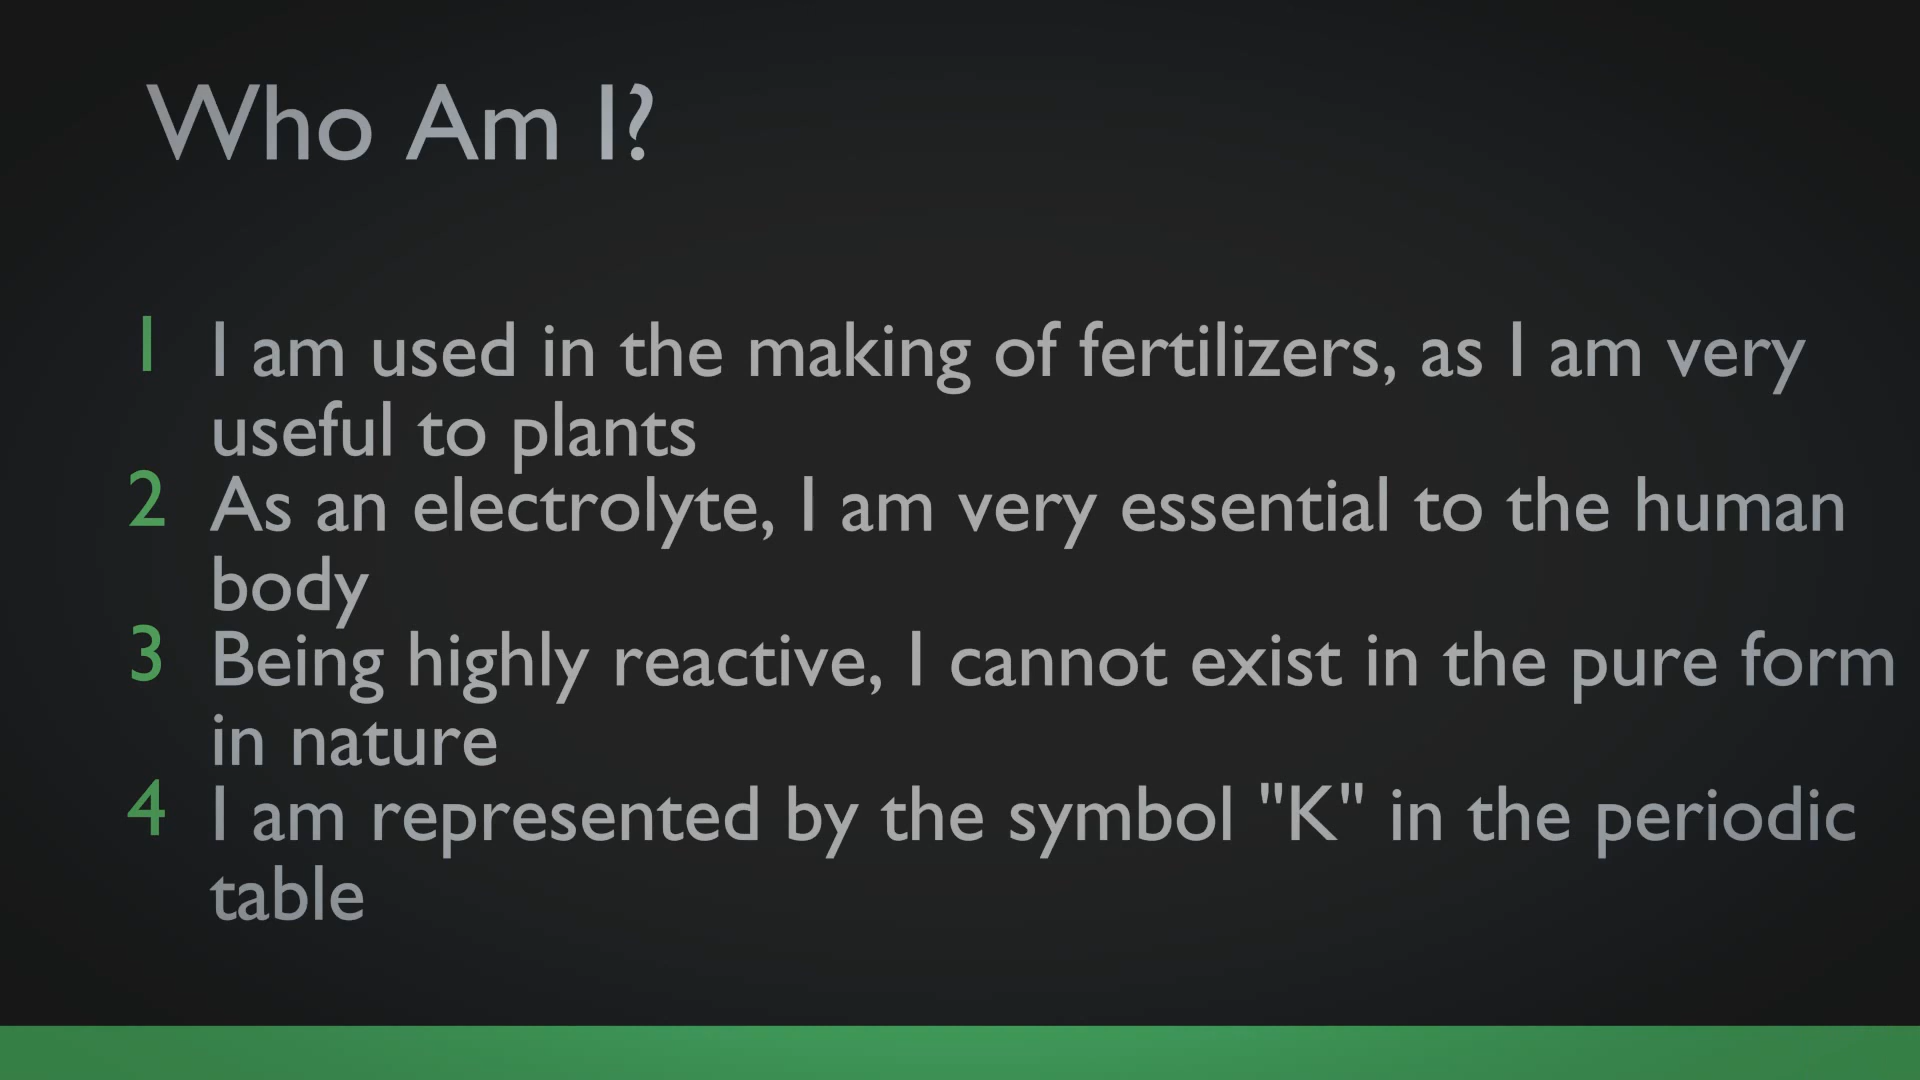 Who Am I?
1 I am used in the making of fertilizers, as I am very
useful to plants
2 As an electrolyte, I am very essential to the human
body
3 Being highly reactive, I cannot exist in the pure form
in nature
4 I am represented by the symbol "K" in the periodic
table